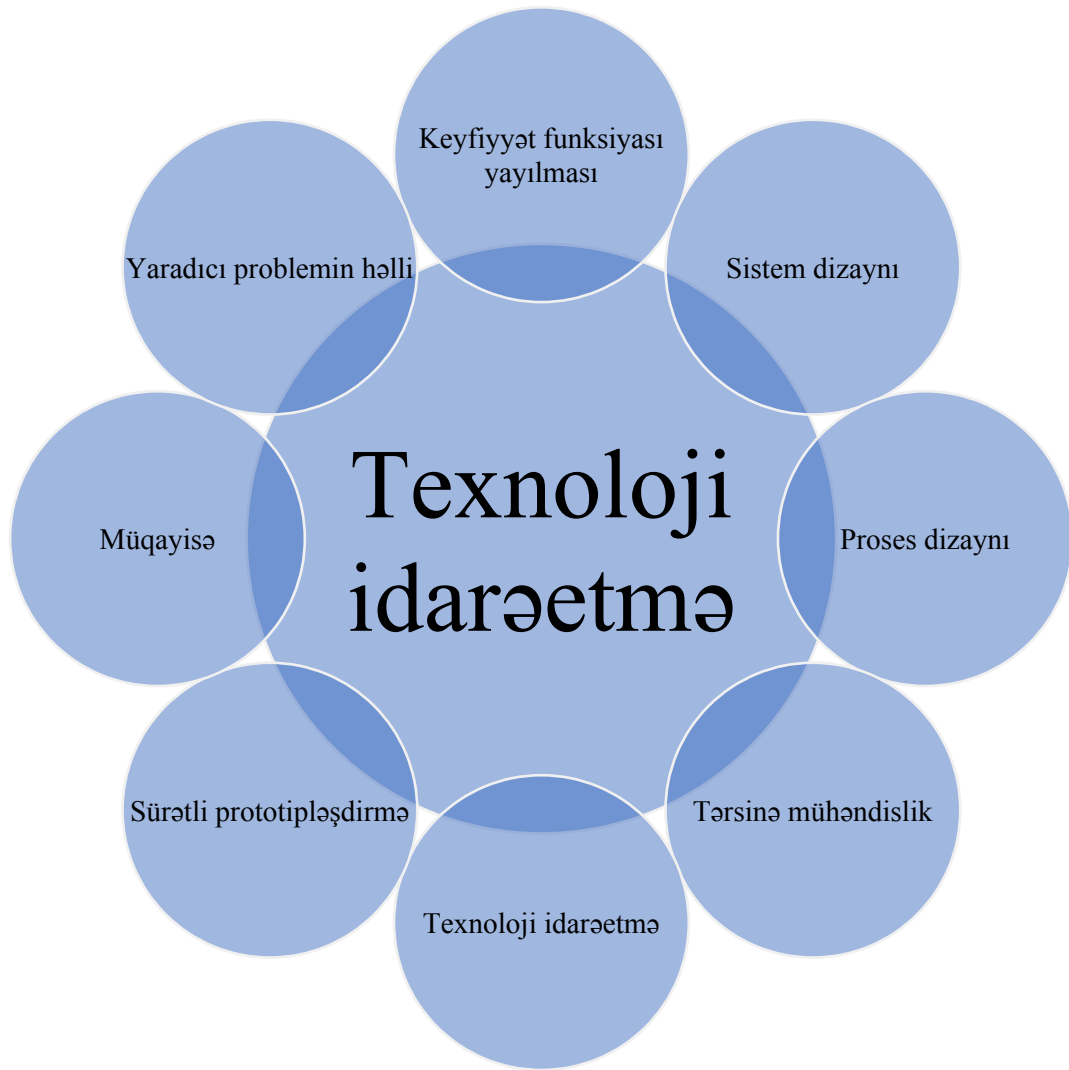 Keyfiyyət funksiyası
yayılması
Yaradıcı problemin həlli
Sistem dizaynı
Texnoloji
idarəetmə
Müqayisə
Proses dizaynı
Sürətli prototipləşdirmə
Tərsinə mühəndislik
Texnoloji idarəetmə